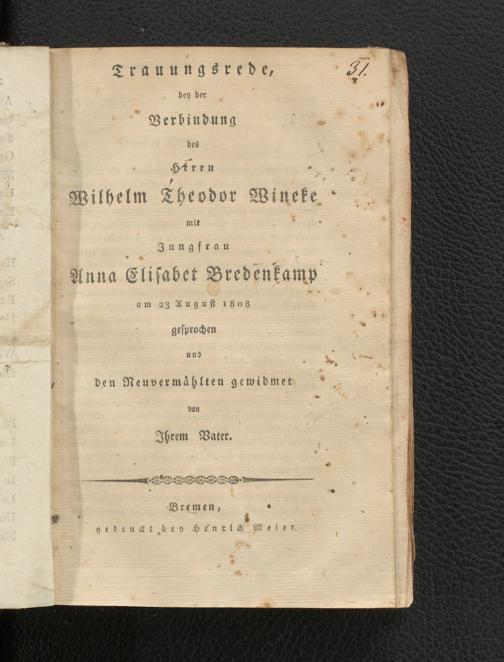 Trauungsrede,
31.
bey der
Verbindung
des
Herrn
Wilhelm Theodor Wineke
mit
Jungfrau
Anna Elisabet Bredenkamp
am 23 August 1808
gesprochen
und
den Neuvermählten gewidmet
von
Ihrem Vater.
Bremen,
gedruckt bey Henrich Meier.